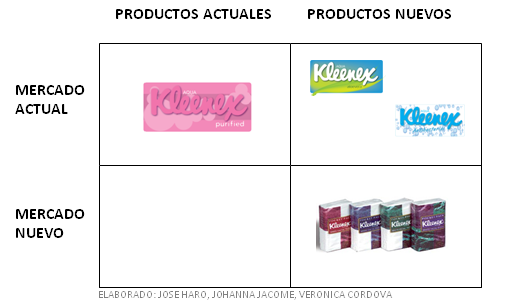 PRODUCTOS ACTUALES
PRODUCTOS NUEVOS
MERCADO
ACTUAL
Kleenex
purified
Kleenex
Kleenex
MERCADO
NUEVO
Kleenex
Kleenex
Kleenex
Kleenex
ELABORADO: JOSE HARO, JOHANNA JACOME, VERONICA CORDOVA